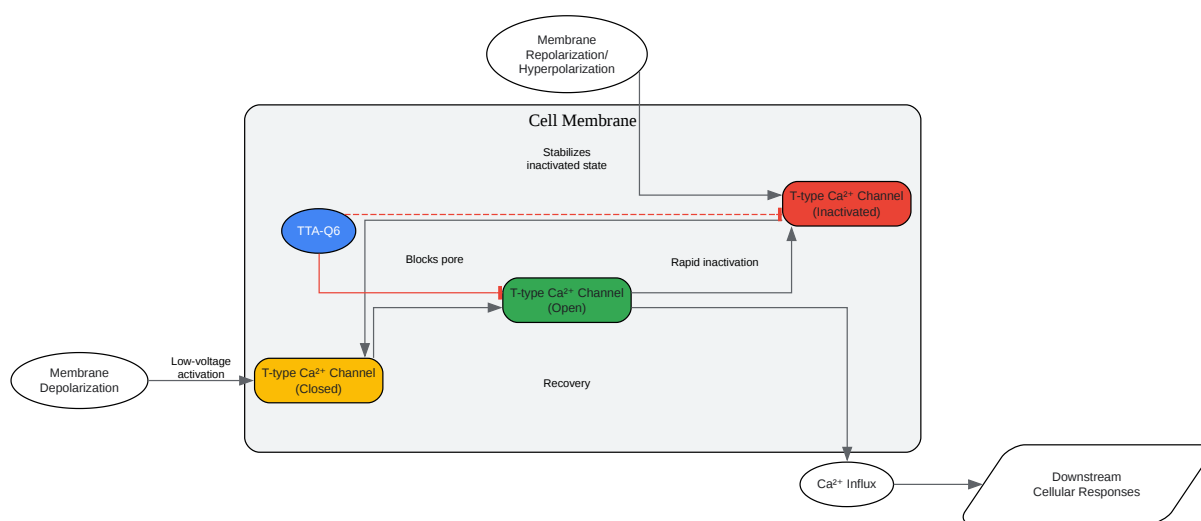 Membrane
Repolarization/
Hyperpolarization
Cell Membrane
Stabilizes
inactivated state
T-type Ca²⁺ Channel
(Inactivated)
TTA-Q6
Blocks pore
Rapid inactivation
T-type Ca²⁺ Channel
(Open)
Low-voltage
activation
Membrane
Depolarization
T-type Ca²⁺ Channel
(Closed)
Recovery
Ca²⁺ Influx
Downstream
Cellular Responses